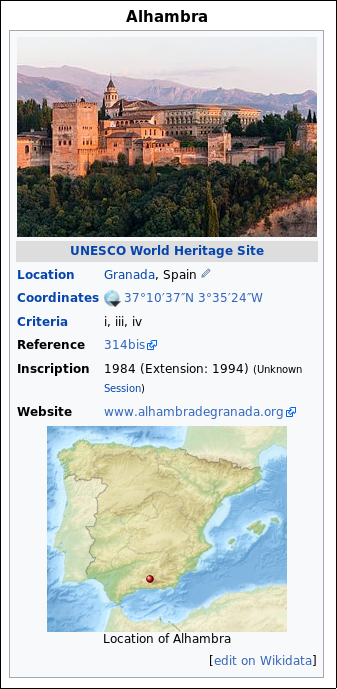 Alhambra
UNESCO World Heritage Site
Location Granada, Spain
Coordinates 37°10′37″N 3°35′24″W
Criteria i, iii, iv
Reference 314bis
Inscription 1984 (Extension: 1994) (Unknown
Session)
Website www.alhambradegranada.org
Location of Alhambra
[edit on Wikidata]